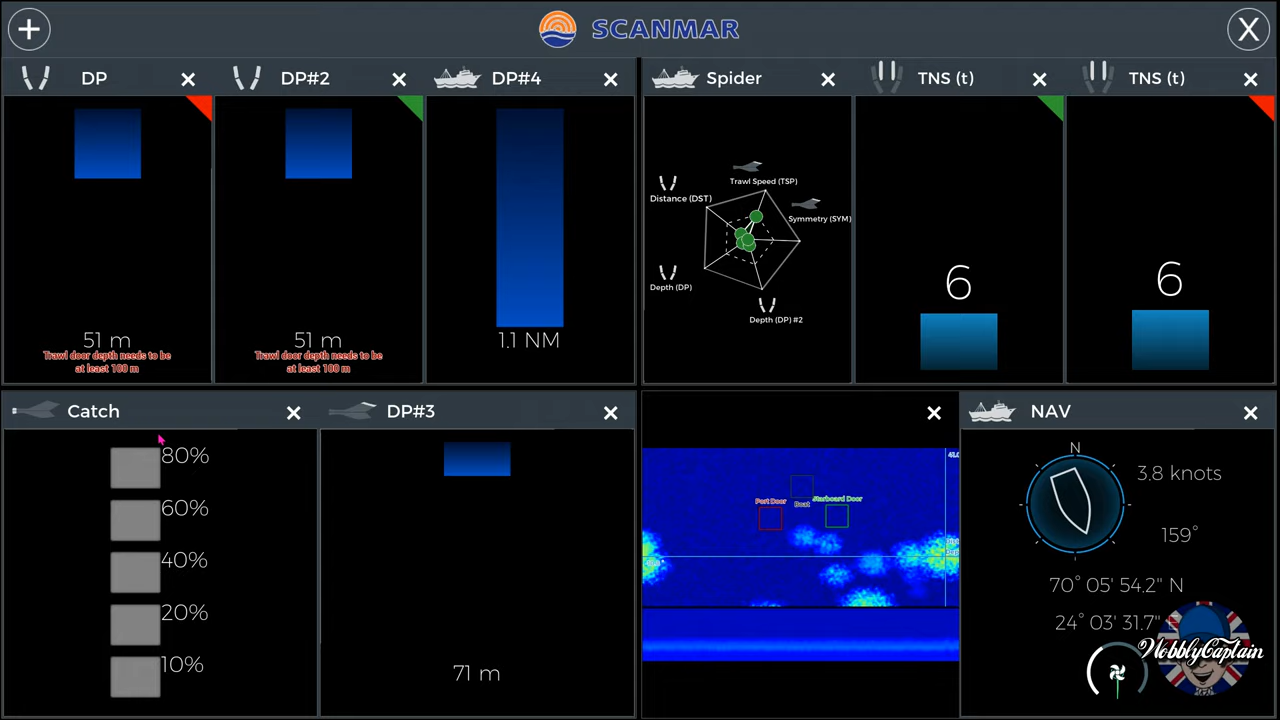 +
SCANMAR
X
DP
×
DP#2
×
DP#4
×
Spider
×
TNS (t)
×
TNS (t)
×
51 m
Trawl door depth needs to be
at least 100 m
51 m
Trawl door depth needs to be
at least 100 m
1.1 NM
Trawl Speed (TSP)
Distance (DST)
Symmetry (SYM)
Depth (DP)
Depth (DP) #2
6
6
Catch
×
DP#3
×
×
NAV
×
80%
60%
40%
20%
10%
71 m
Port Door
Boat
Starboard Door
N
3.8 knots
159°
70° 05' 54.2" N
24° 03' 31.7"
NobblyCaptain